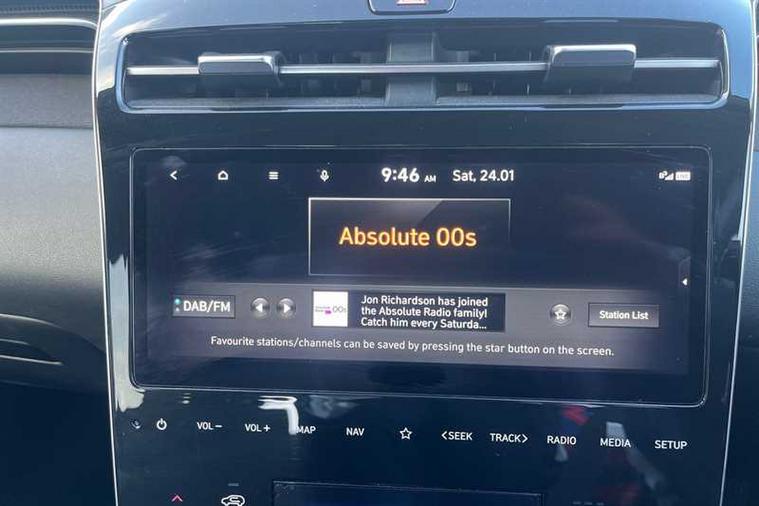 9:46 AM Sat, 24.01
Absolute 00s
DAB/FM
00s
Jon Richardson has joined
the Absolute Radio family!
Catch him every Saturda...
Station List
Favourite stations/channels can be saved by pressing the star button on the screen.
VOL− VOL+ MAP NAV <SEEK TRACK> RADIO MEDIA SETUP